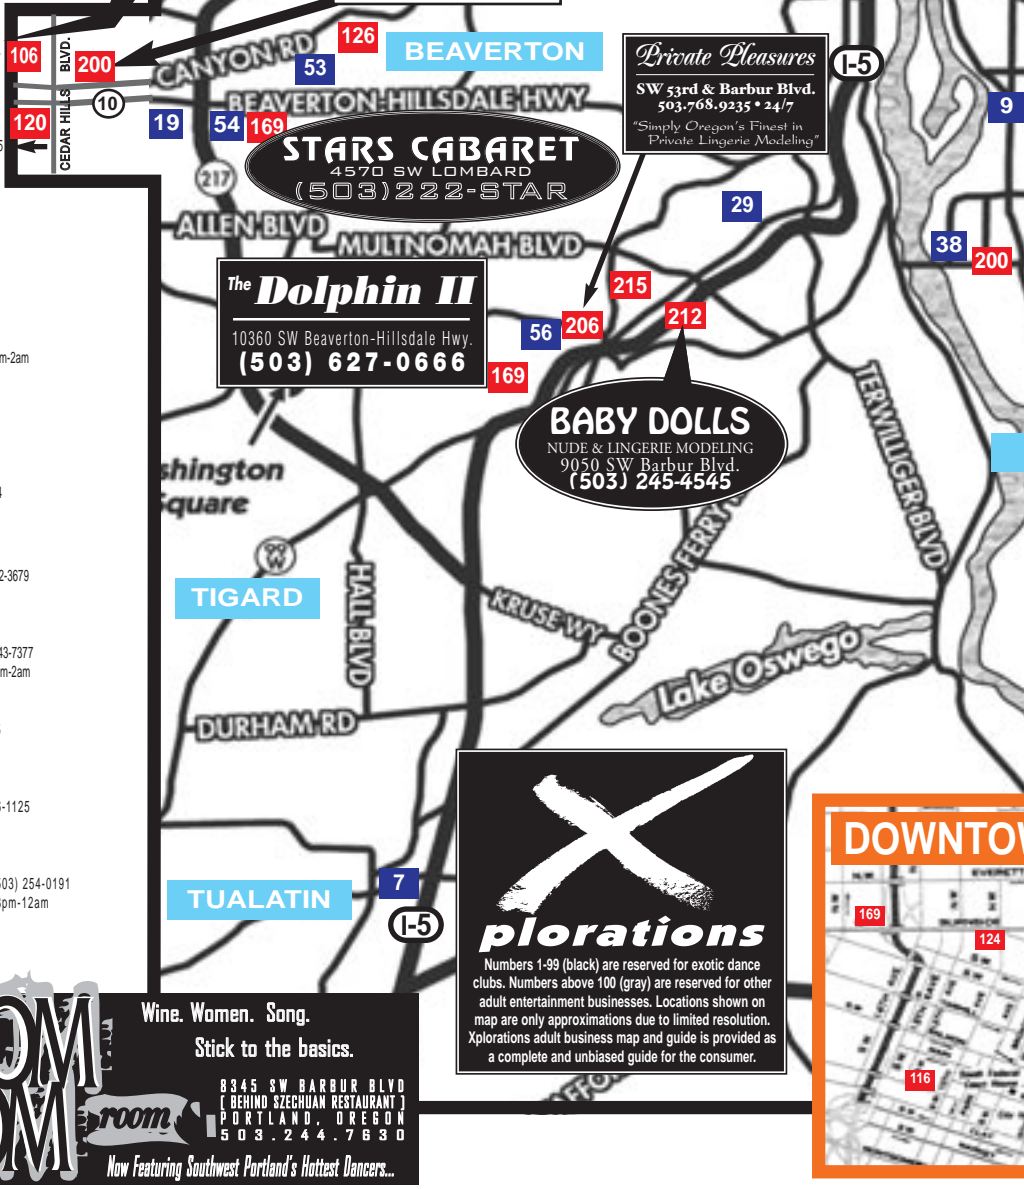 106
BLVD.
200
CEDAR HILLS
10
120
CANYON RD
126
53
BEAVERTON
BEAVERTON-HILLSDALE HWY
19
54
169
217
STARS CABARET
4570 SW LOMBARD
(503)222-STAR
Private Pleasures
SW 53rd & Barbur Blvd.
503.768.9235 • 24/7
"Simply Oregon's Finest in
Private Lingerie Modeling"
I-5
9
29
38
200
ALLEN BLVD
MULTNOMAH BLVD
The Dolphin II
10360 SW Beaverton-Hillsdale Hwy.
(503) 627-0666
215
212
56
206
169
BABY DOLLS
NUDE & LINGERIE MODELING
9050 SW Barbur Blvd.
(503) 245-4545
m-2am
shington
Square
TERWILLIGER BLVD
2-3679
99
W
TIGARD
HALL BLVD
KRUSE WY
BOONES FERRY
43-7377
m-2am
Lake Oswego
DURHAM RD
-1125
03) 254-0191
pm-12am
TUALATIN
7
I-5
X
plorations
Numbers 1-99 (black) are reserved for exotic dance
clubs. Numbers above 100 (gray) are reserved for other
adult entertainment businesses. Locations shown on
map are only approximations due to limited resolution.
Xplorations adult business map and guide is provided as
a complete and unbiased guide for the consumer.
DOWNTOW
EVERETT
N.W.
169
BURNSIDE
124
S.W.
116
CLAY
OM
OM
room
Wine. Women. Song.
Stick to the basics.
8345 SW BARBUR BLVD
[ BEHIND SZECHUAN RESTAURANT ]
PORTLAND, OREGON
503.244.7630
Now Featuring Southwest Portland's Hottest Dancers...